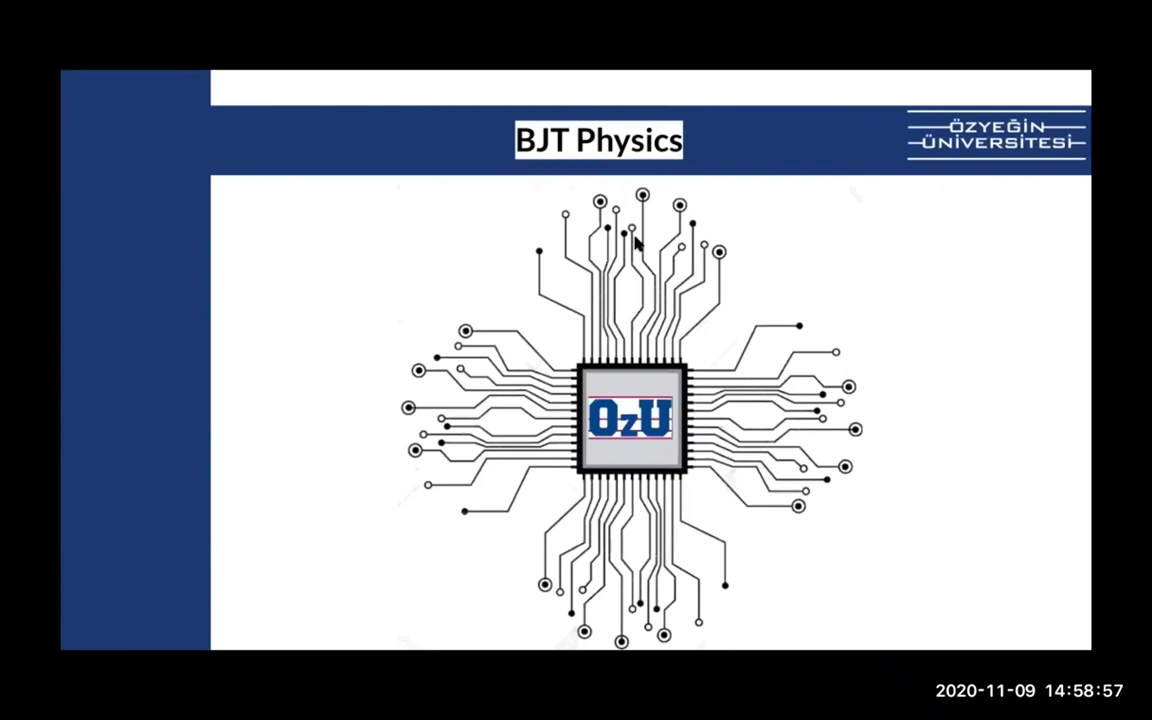 BJT Physics
ÖZYEĞİN
ÜNİVERSİTESİ
OzU
2020-11-09 14:58:57